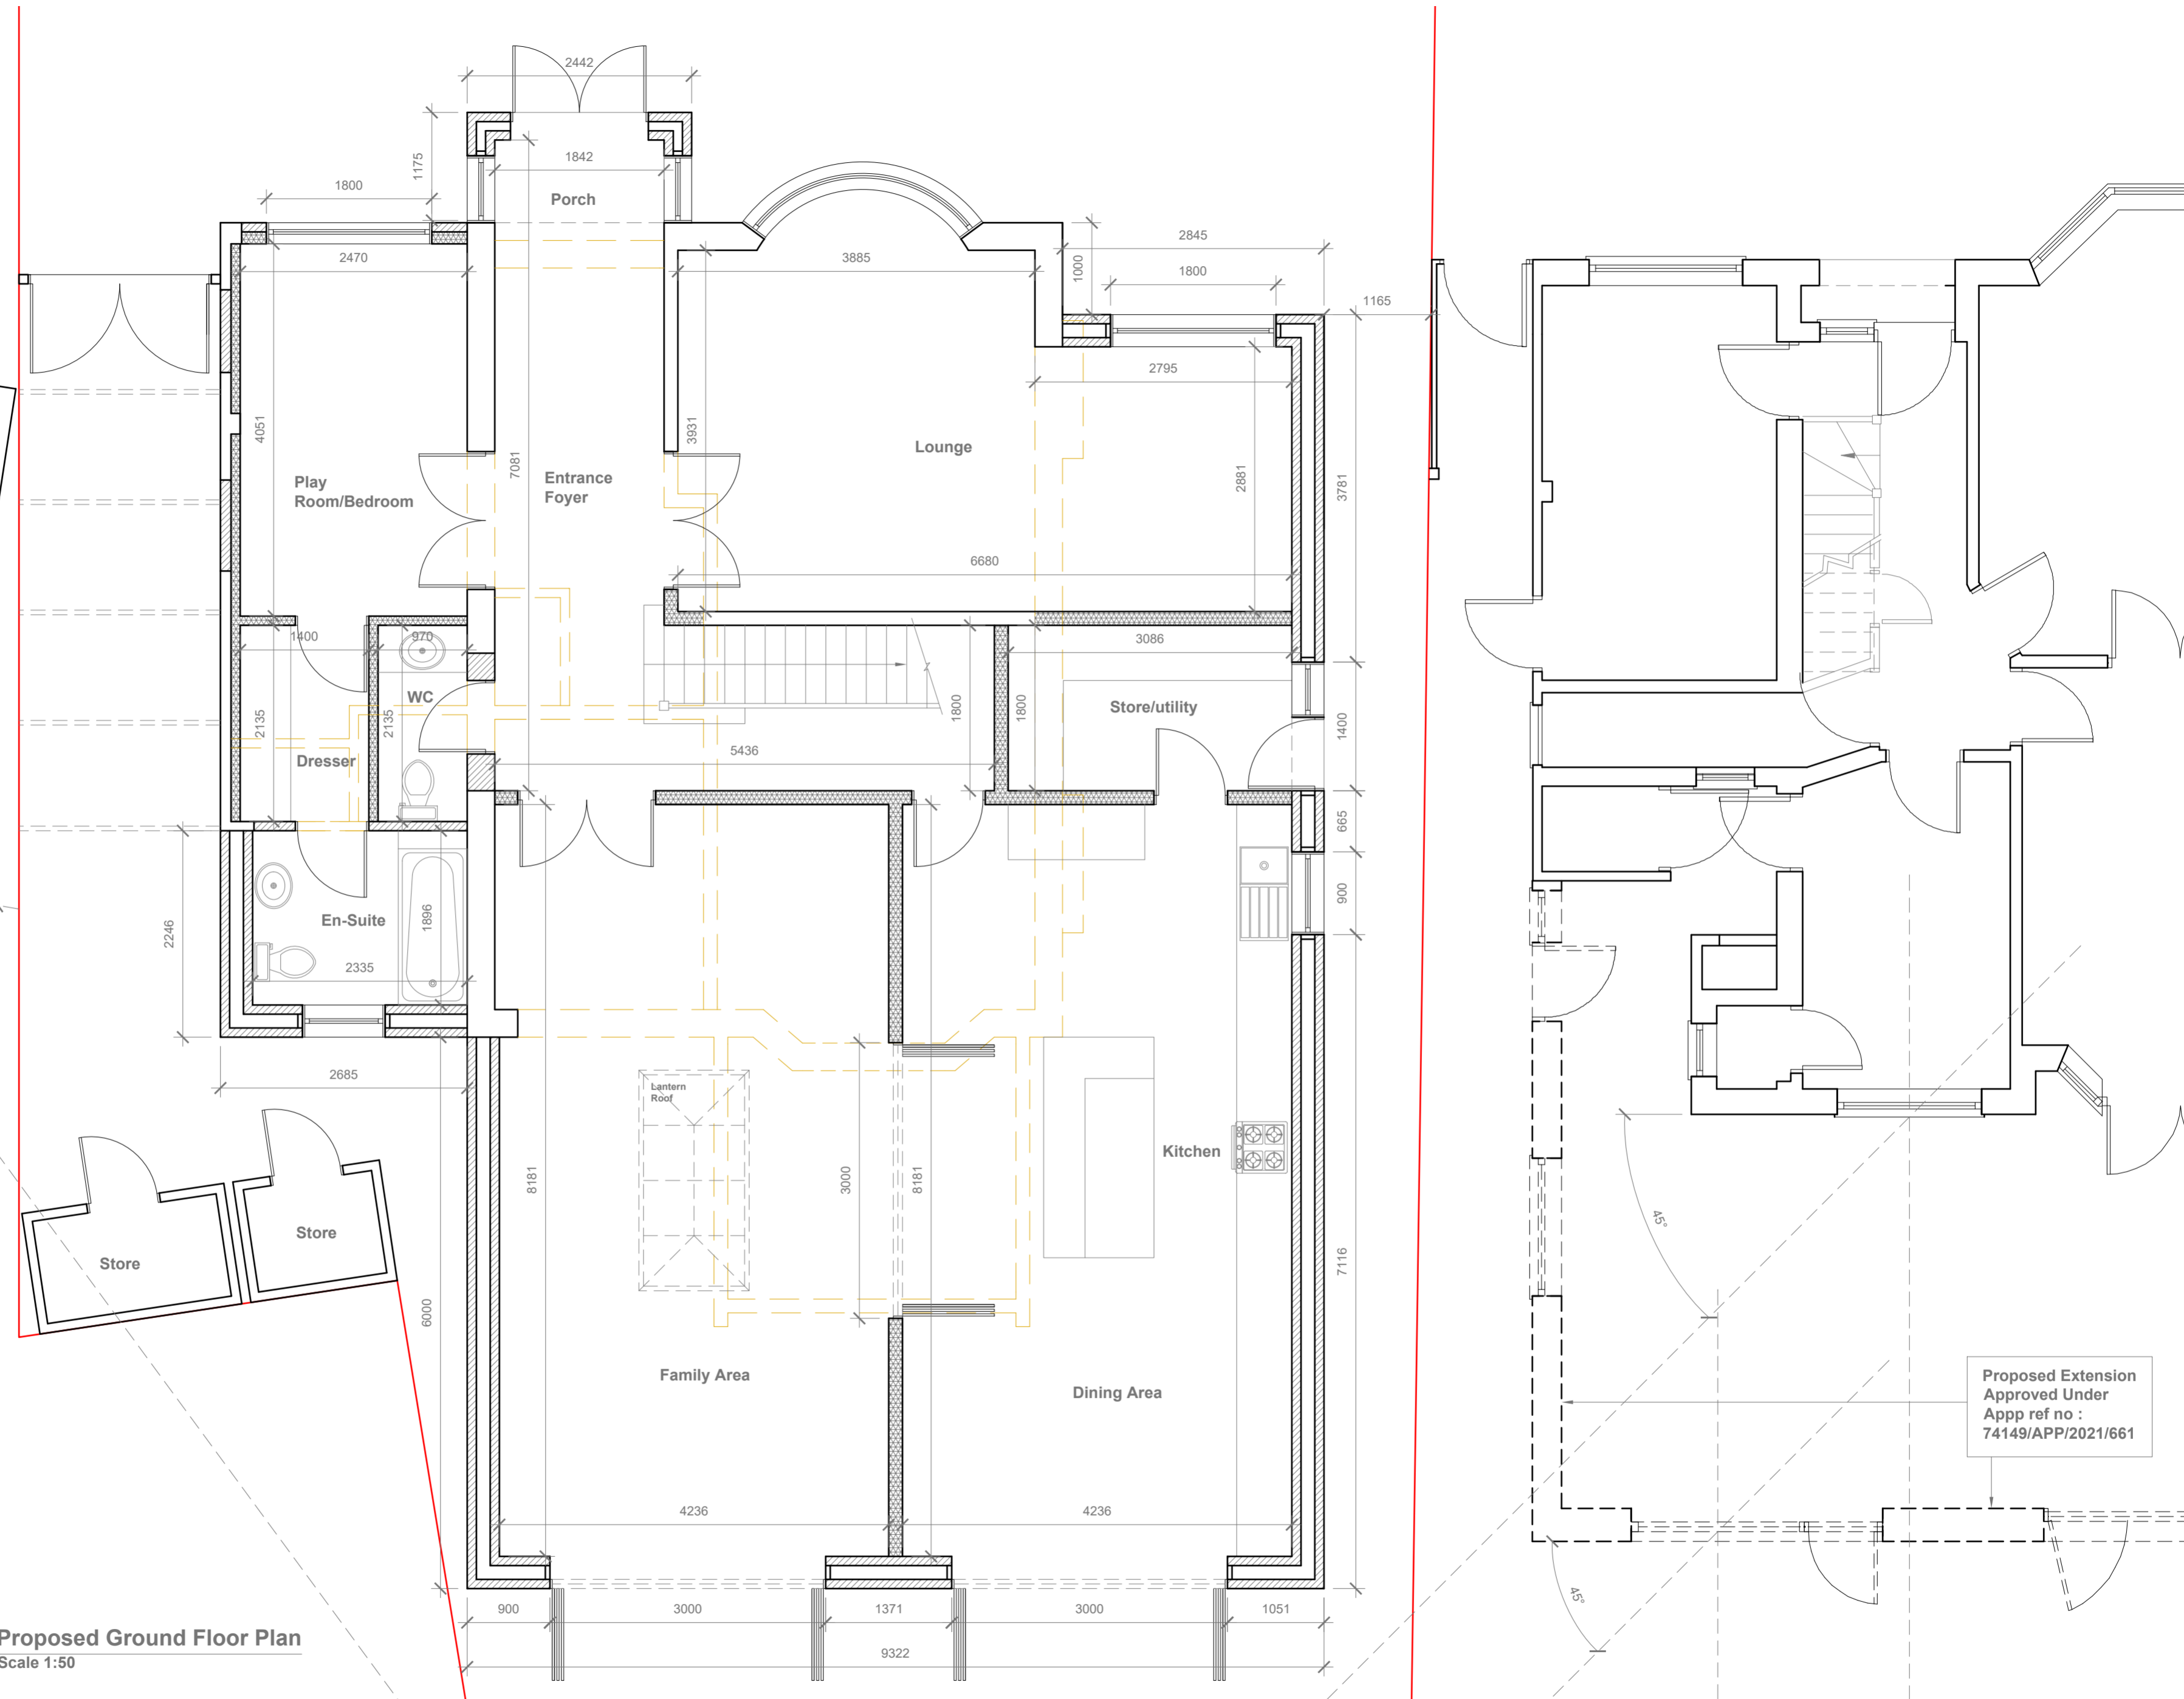 2442
1842
1175
1800
Porch
2470
3885
2845
1000
1800
1165
2795
4051
3931
7081
Lounge
2881
3781
Play
Room/Bedroom
Entrance
Foyer
6680
1400
970
3086
WC
2135
2135
1800
1800
Store/utility
1400
5436
Dresser
665
900
En-Suite
1896
2246
2335
2685
Lantern
Roof
Kitchen
8181
3000
8181
45°
Store
Store
7116
6000
Family Area
Dining Area
Proposed Extension
Approved Under
Appp ref no :
74149/APP/2021/661
4236
4236
45°
900
3000
1371
3000
1051
9322
Proposed Ground Floor Plan
Scale 1:50